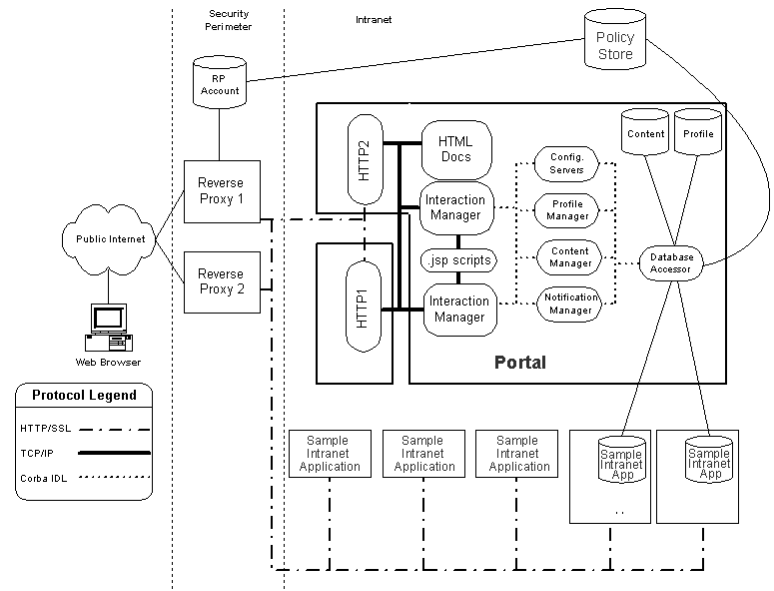 Security
Perimeter
Intranet
Policy
Store
RP
Account
Content
Profile
HTTP2
HTML
Docs
Config.
Servers
Reverse
Proxy 1
Interaction
Manager
Profile
Manager
Public Internet
.jsp scripts
Content
Manager
Database
Accessor
Reverse
Proxy 2
HTTP1
Interaction
Manager
Notification
Manager
Web Browser
Portal
Protocol Legend
HTTP/SSL
TCP/IP
Corba IDL
Sample
Intranet
Application
Sample
Intranet
Application
Sample
Intranet
Application
Sample
Intranet
App
. .
Sample
Intranet
App